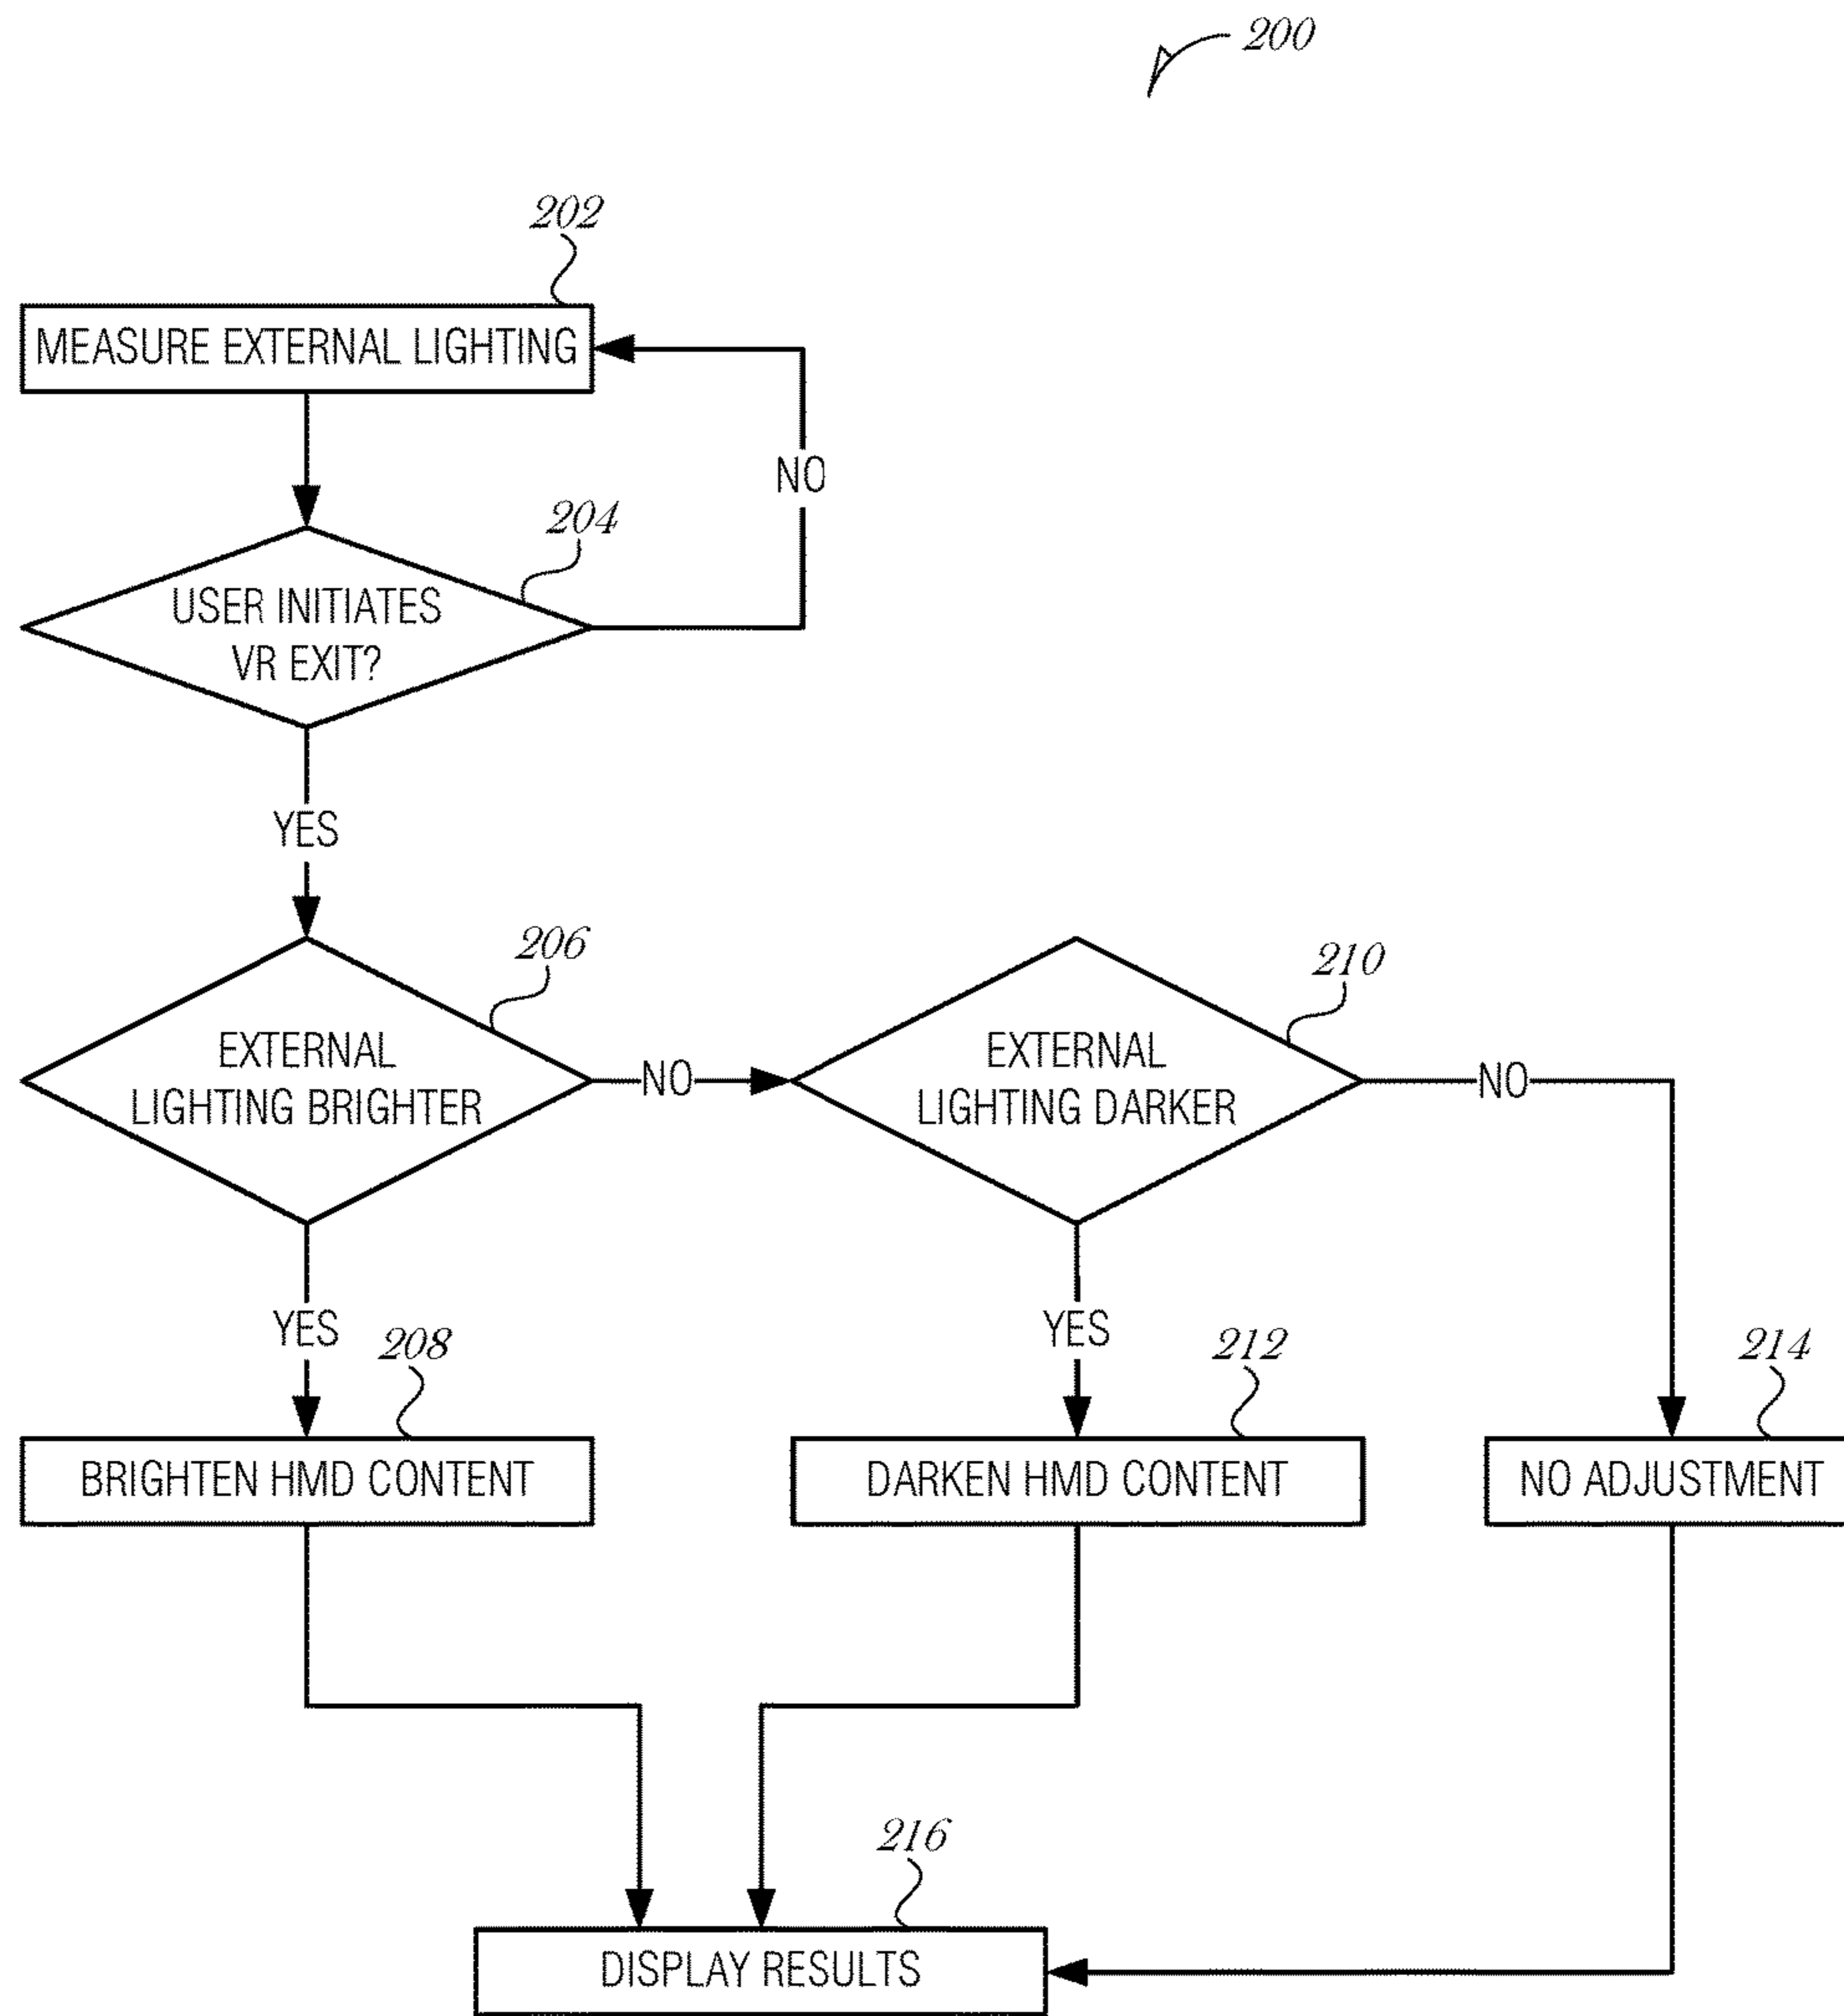 200
202
MEASURE EXTERNAL LIGHTING
NO
204
USER INITIATES
VR EXIT?
YES
206
EXTERNAL
LIGHTING BRIGHTER
NO
210
EXTERNAL
LIGHTING DARKER
NO
YES
208
BRIGHTEN HMD CONTENT
YES
212
DARKEN HMD CONTENT
214
NO ADJUSTMENT
216
DISPLAY RESULTS